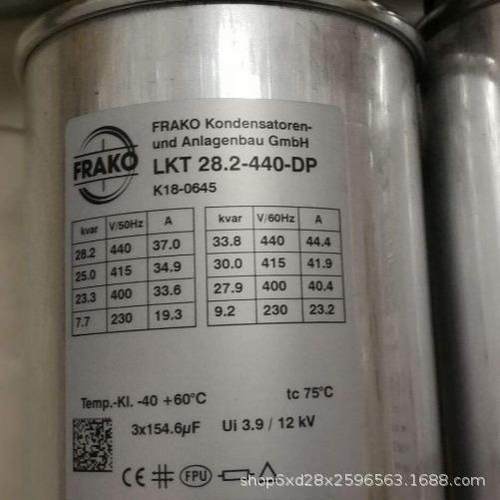 FRAKO
FRAKO Kondensatoren-
und Anlagenbau GmbH
LKT 28.2-440-DP
K18-0645
kvar V/50Hz A
28.2 440 37.0
25.0 415 34.9
23.3 400 33.6
7.7 230 19.3
kvar V/60Hz A
33.8 440 44.4
30.0 415 41.9
27.9 400 40.4
9.2 230 23.2
Temp.-Kl. -40 +60°C tc 75°C
3x154.6µF Ui 3.9 / 12 kV
CE FPU
shop6xd28x2596563.1688.com